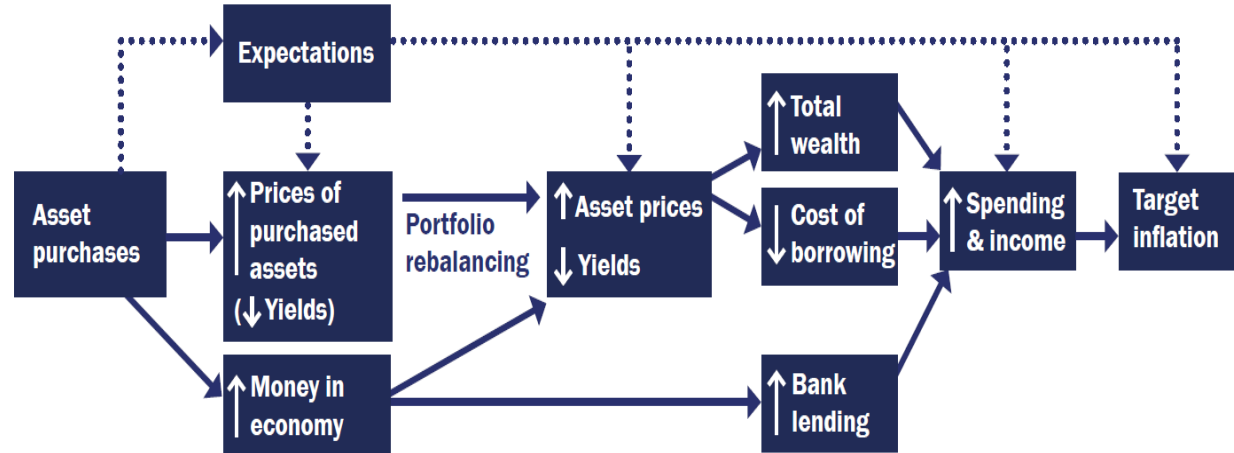 Expectations
Asset
purchases
↑ Prices of
purchased
assets
(↓ Yields)
Portfolio
rebalancing
↑ Money in
economy
↑ Asset prices
↓ Yields
↑ Total
wealth
↓ Cost of
borrowing
↑ Bank
lending
↑ Spending
& income
Target
inflation